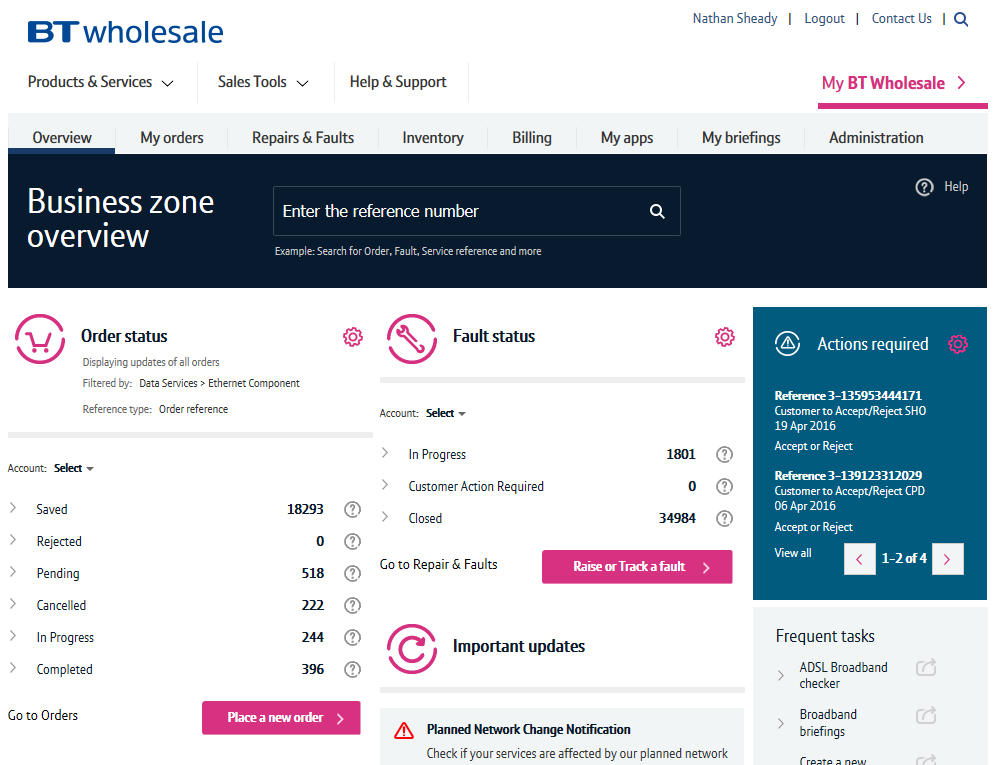 BT wholesale
Nathan Sheady | Logout | Contact Us |
Products & Services
Sales Tools
Help & Support
My BT Wholesale
Overview
My orders
Repairs & Faults
Inventory
Billing
My apps
My briefings
Administration
Business zone
overview
Enter the reference number
Example: Search for Order, Fault, Service reference and more
Help
Order status
Displaying updates of all orders
Filtered by: Data Services > Ethernet Component
Reference type: Order reference
Account: Select
Saved 18293
Rejected 0
Pending 518
Cancelled 222
In Progress 244
Completed 396
Go to Orders
Place a new order
Fault status
Account: Select
In Progress 1801
Customer Action Required 0
Closed 34984
Go to Repair & Faults
Raise or Track a fault
Important updates
Planned Network Change Notification
Check if your services are affected by our planned network
Actions required
Reference 3-135953444171
Customer to Accept/Reject SHO
19 Apr 2016
Accept or Reject
Reference 3-139123312029
Customer to Accept/Reject CPD
06 Apr 2016
Accept or Reject
View all
1-2 of 4
Frequent tasks
ADSL Broadband
checker
Broadband
briefings
Create a new